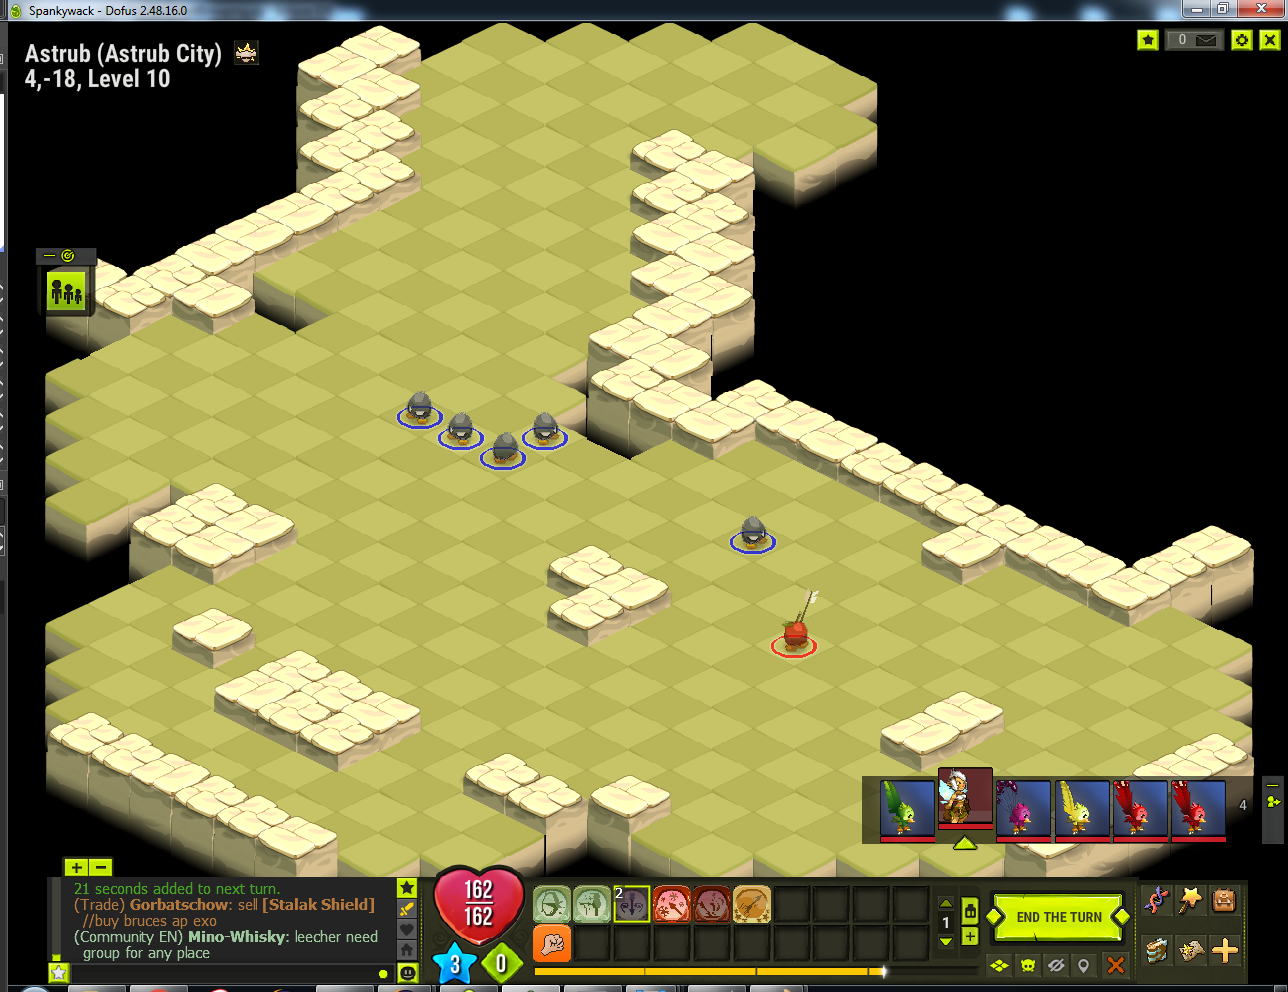 Spankywack - Dofus 2.48.16.0
Astrub (Astrub City)
4,-18, Level 10
0
4
21 seconds added to next turn.
(Trade) Gorbatschow: sell [Stalak Shield]
//buy bruces ap exo
(Community EN) Mino-Whisky: leecher need
group for any place
162
162
3
0
2
1
END THE TURN